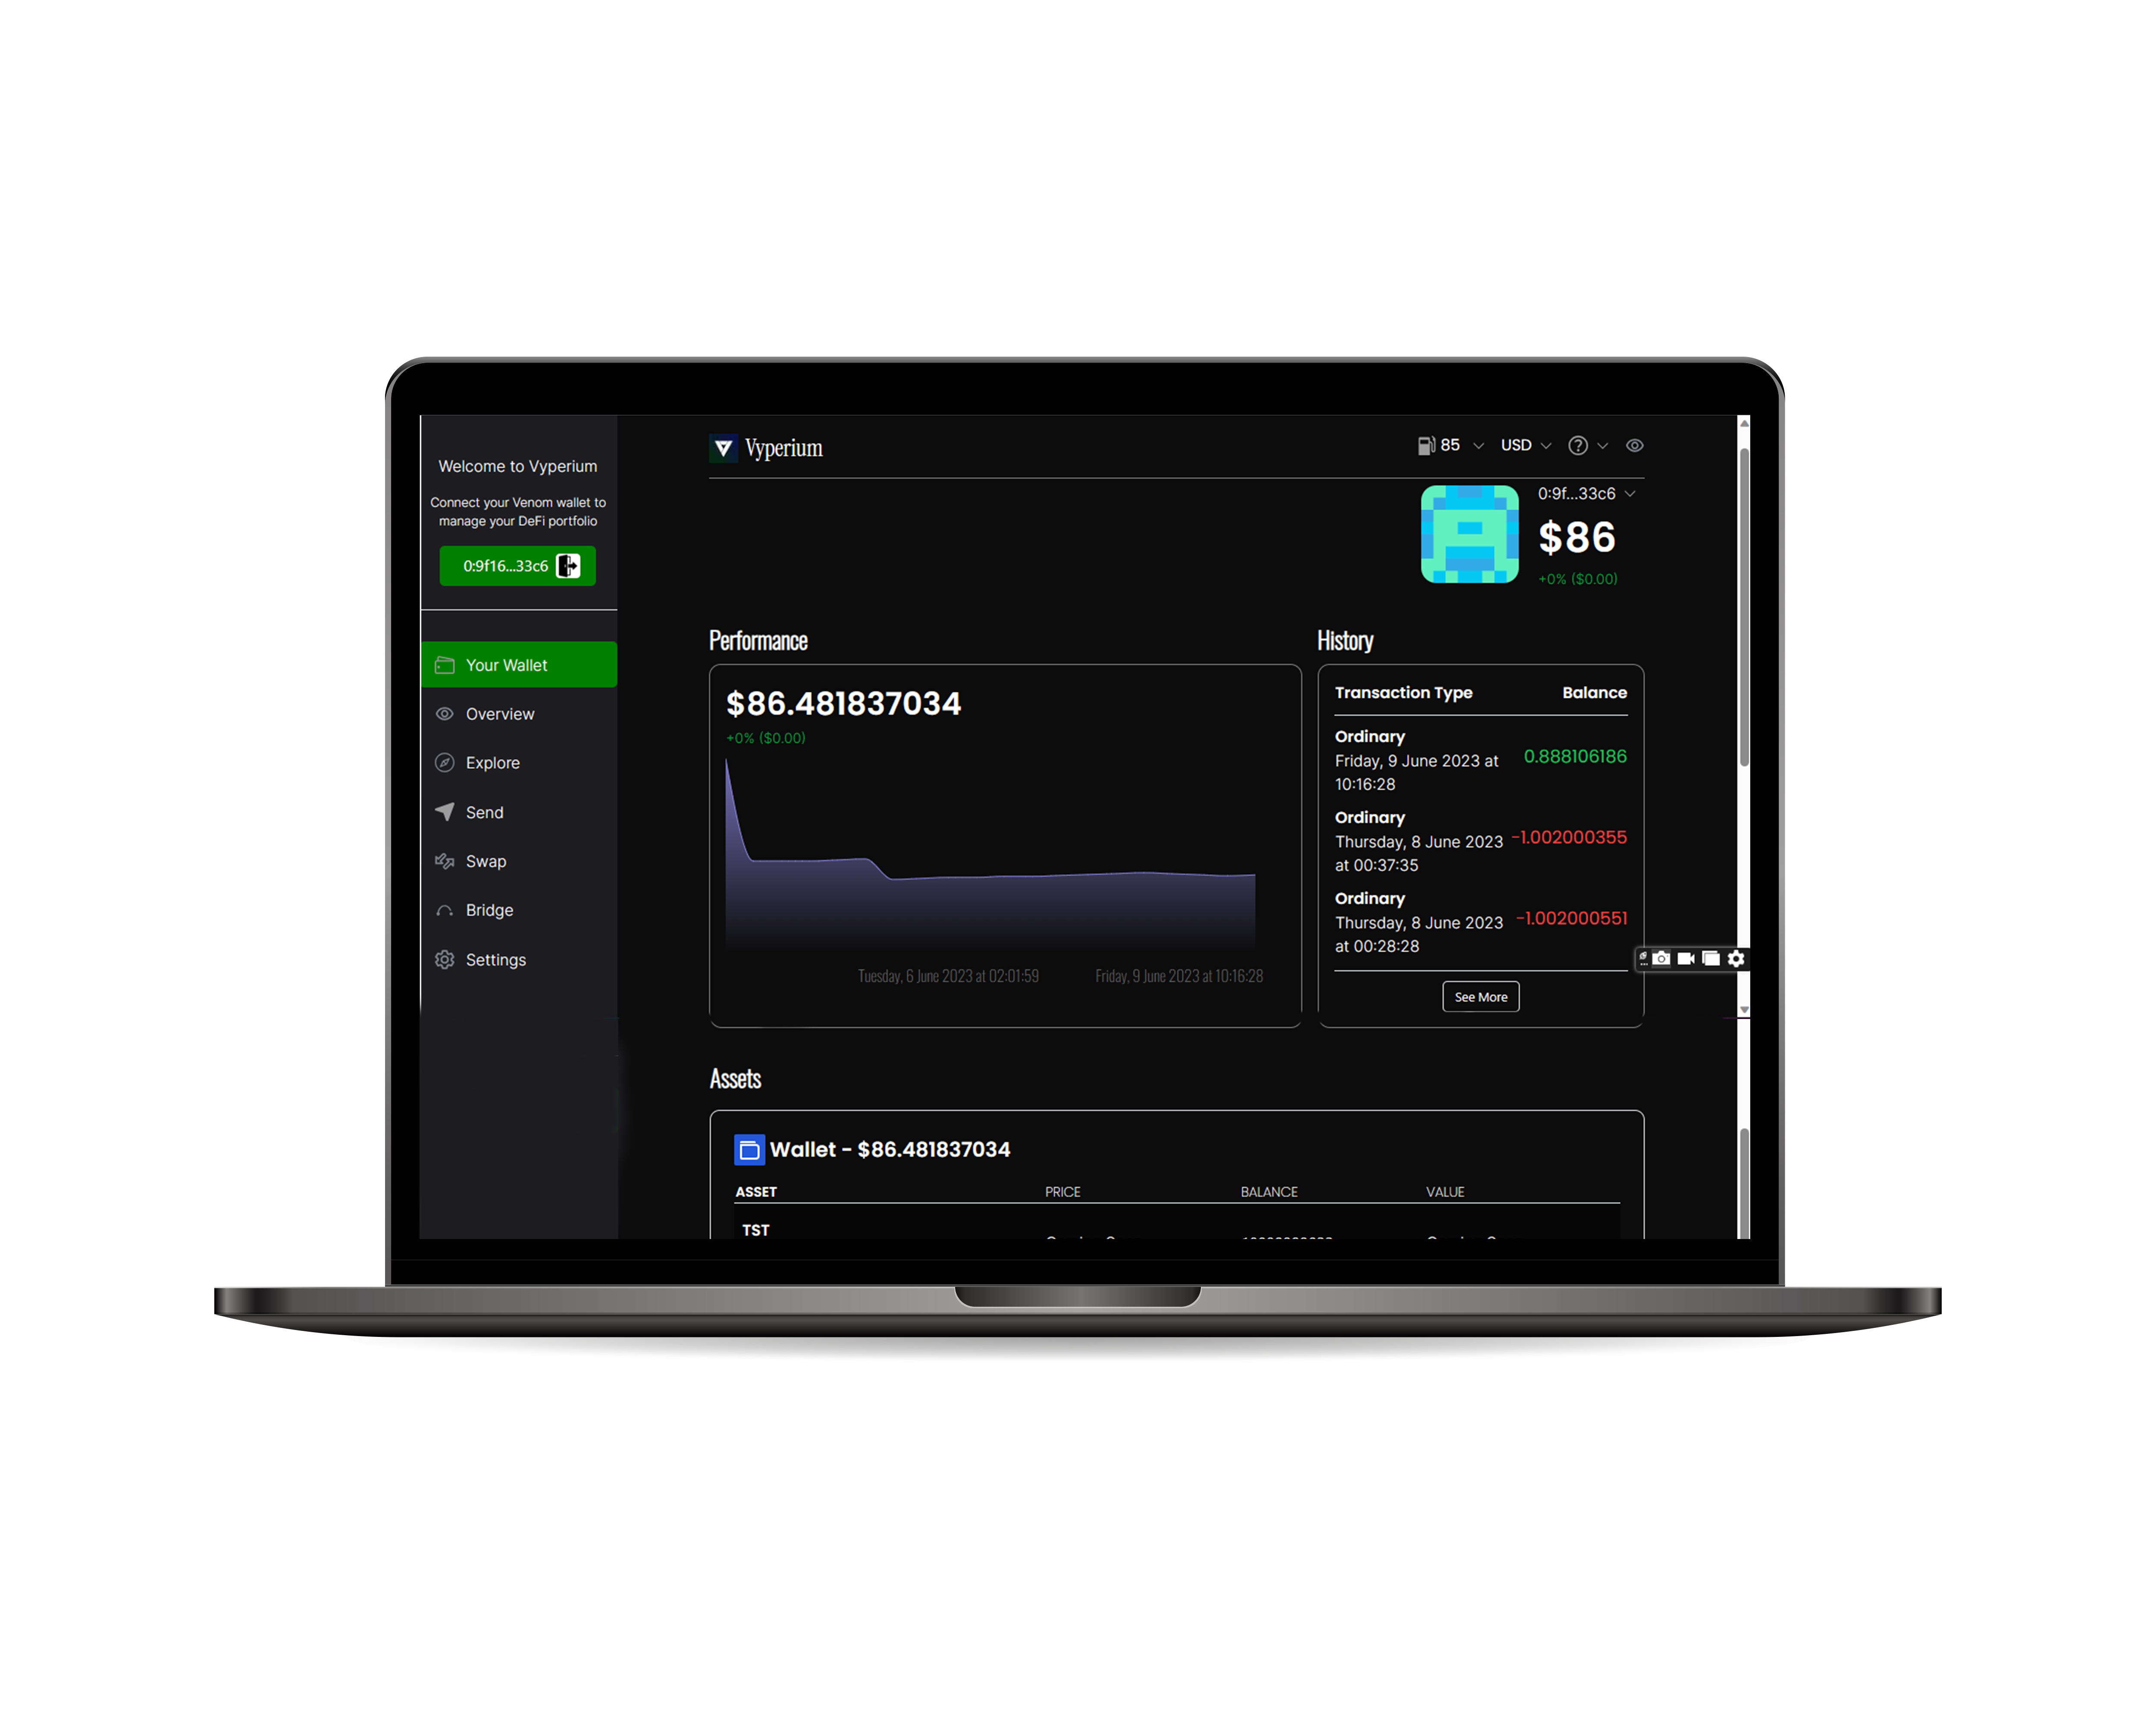 Welcome to Vyperium
Connect your Venom wallet to
manage your DeFi portfolio
0:9f16...33c6
Your Wallet
Overview
Explore
Send
Swap
Bridge
Settings
Vyperium
85
USD
0:9f...33c6
$86
+0% ($0.00)
Performance
$86.481837034
+0% ($0.00)
Tuesday, 6 June 2023 at 02:01:59
Friday, 9 June 2023 at 10:16:28
History
Transaction Type Balance
Ordinary
Friday, 9 June 2023 at
10:16:28
0.888106186
Ordinary
Thursday, 8 June 2023
at 00:37:35
-1.002000355
Ordinary
Thursday, 8 June 2023
at 00:28:28
-1.002000551
See More
Assets
Wallet - $86.481837034
ASSET PRICE BALANCE VALUE
TST